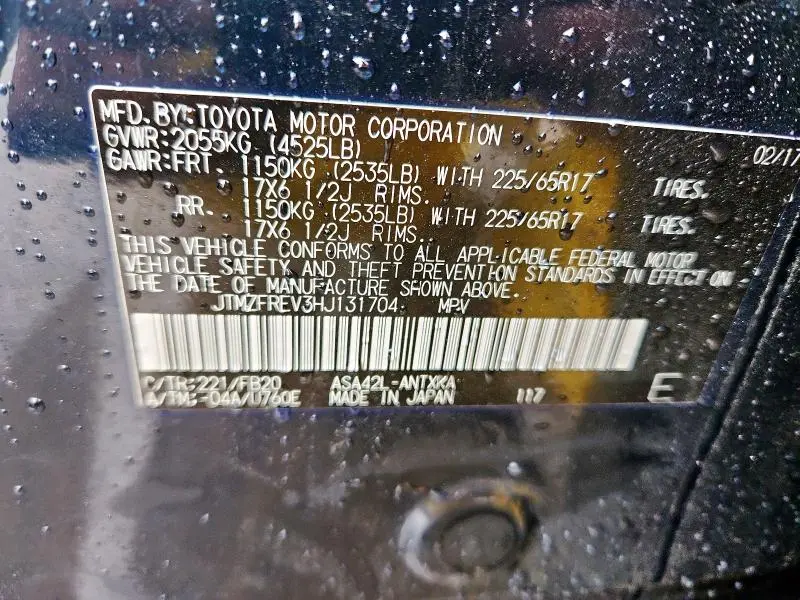 MFD. BY: TOYOTA MOTOR CORPORATION 02/17
GVWR: 2055KG (4525LB)
GAWR: FRT. 1150KG (2535LB) WITH 225/65R17 TIRES.
17X6 1/2J RIMS.
RR. 1150KG (2535LB) WITH 225/65R17 TIRES.
17X6 1/2J RIMS.
THIS VEHICLE CONFORMS TO ALL APPLICABLE FEDERAL MOTOR
VEHICLE SAFETY, AND THEFT PREVENTION STANDARDS IN EFFECT ON
THE DATE OF MANUFACTURE SHOWN ABOVE.
JTMZFREV3HJ131704 MPV
C/TR: 221/FB20 ASA42L-ANTXKA
A/TM: -04A/U760E MADE IN JAPAN 117 E